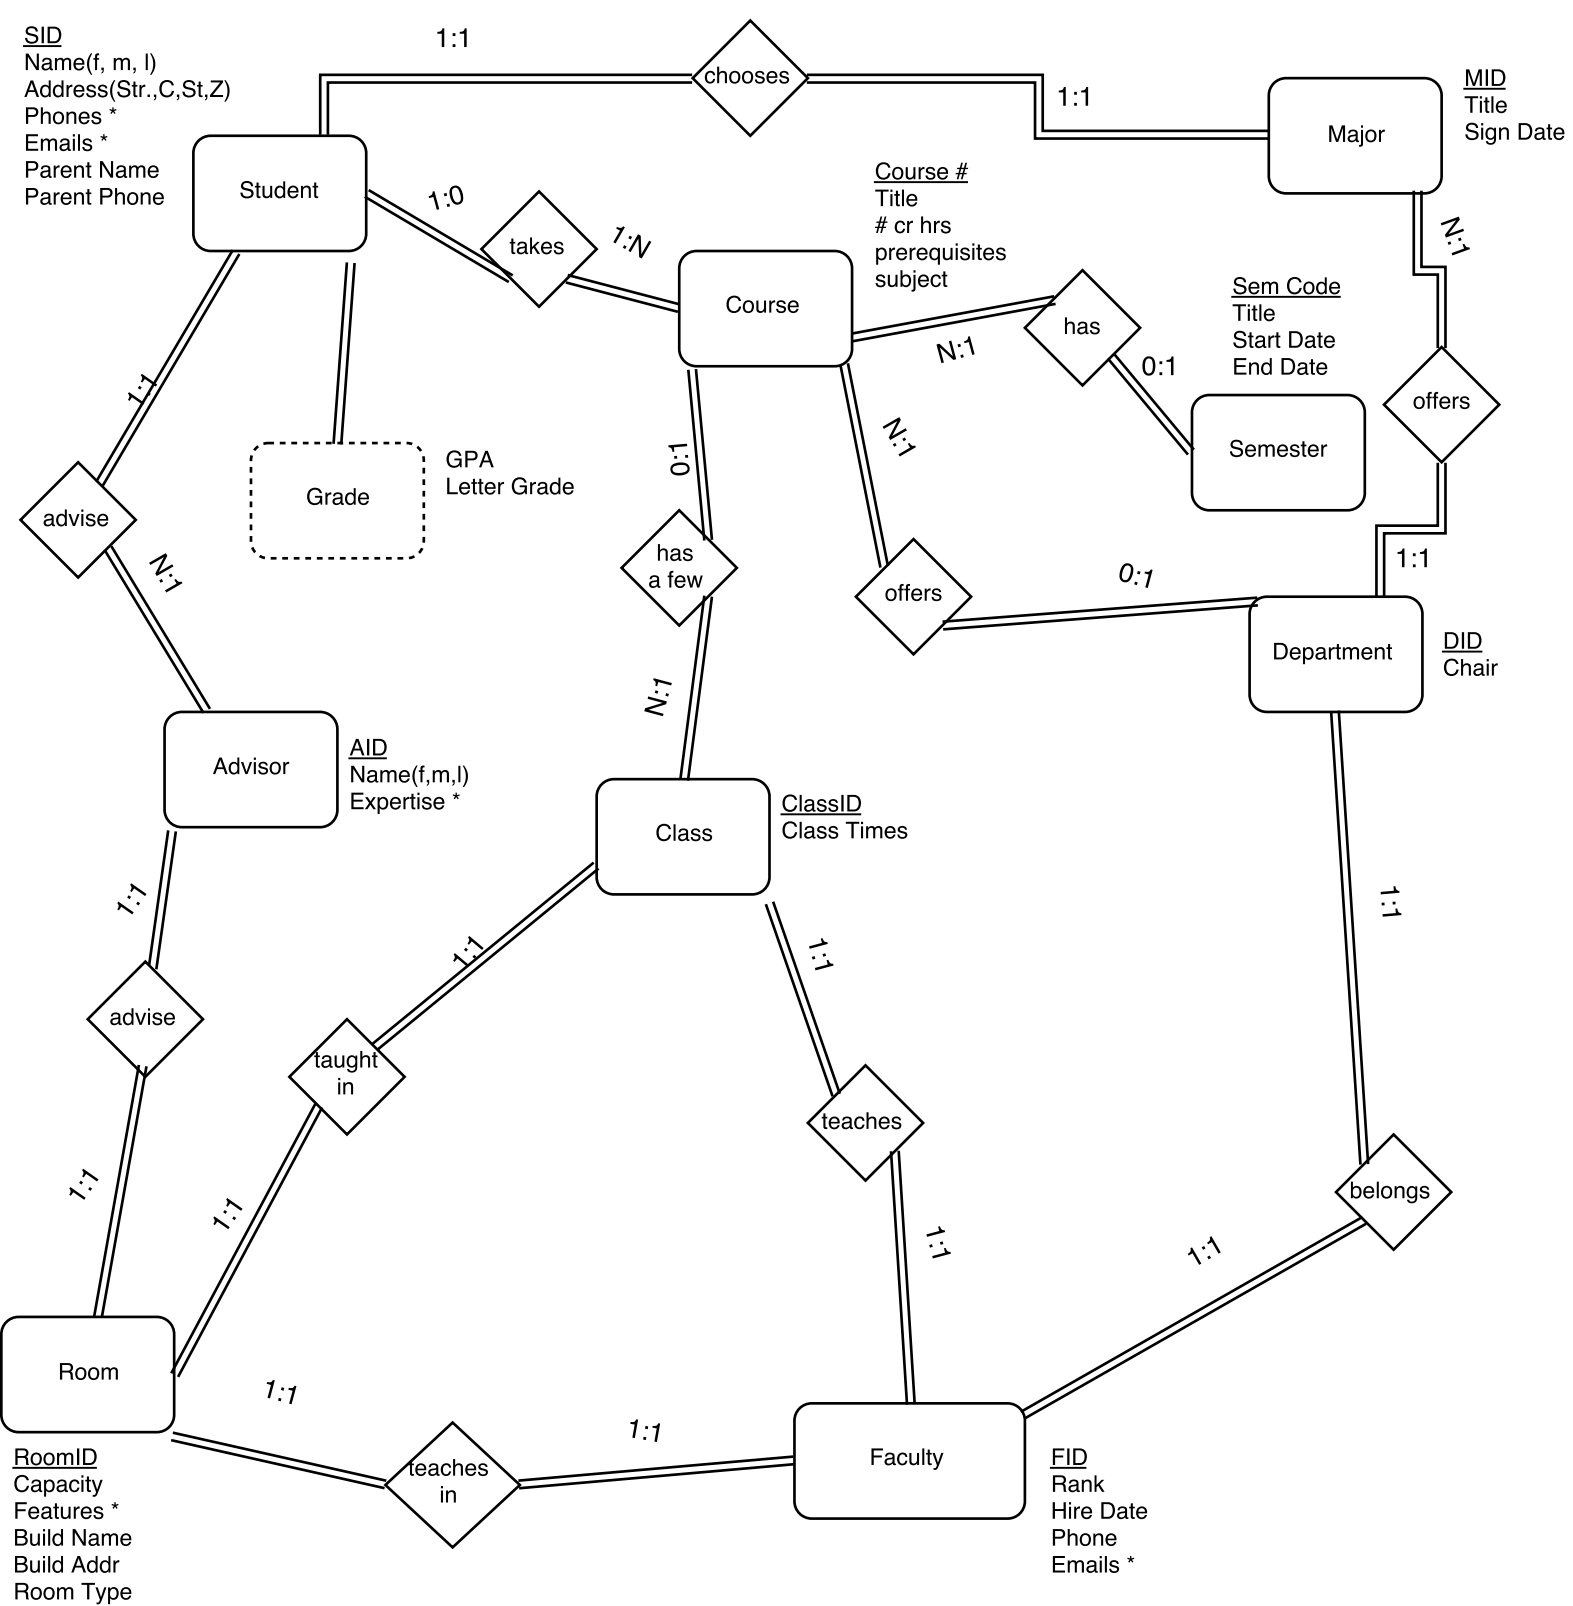 SID
Name(f, m, l)
Address(Str.,C,St,Z)
Phones *
Emails *
Parent Name
Parent Phone
1:1
chooses
1:1
Major
MID
Title
Sign Date
Student
1:0
takes
1:N
Course
Course #
Title
# cr hrs
prerequisites
subject
N:1
has
0:1
Sem Code
Title
Start Date
End Date
Semester
N:1
offers
1:1
1:1
advise
N:1
Grade
GPA
Letter Grade
0:1
has
a few
N:1
N:1
offers
0:1
Department
DID
Chair
Advisor
AID
Name(f,m,l)
Expertise *
Class
ClassID
Class Times
1:1
advise
1:1
1:1
taught
in
1:1
1:1
teaches
1:1
1:1
belongs
1:1
Room
RoomID
Capacity
Features *
Build Name
Build Addr
Room Type
1:1
teaches
in
1:1
Faculty
FID
Rank
Hire Date
Phone
Emails *